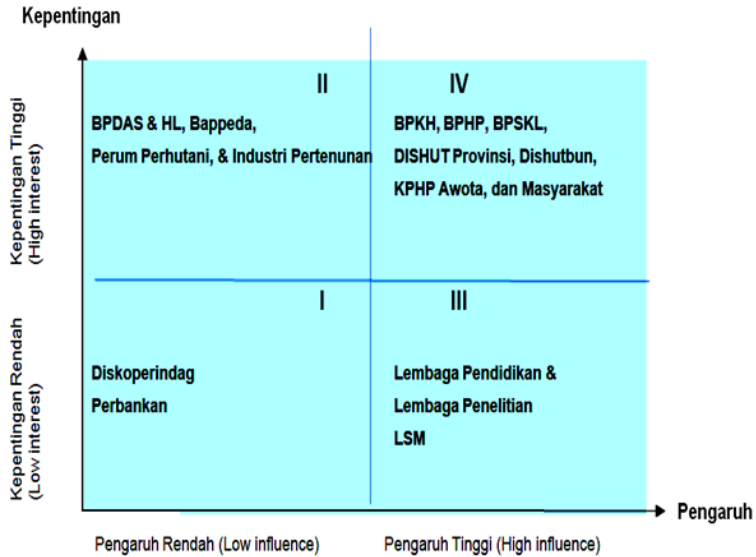 Kepentingan
Kepentingan Tinggi
(High interest)
II
BPDAS & HL, Bappeda,
Perum Perhutani, & Industri Pertenunan
IV
BPKH, BPHP, BPSKL,
DISHUT Provinsi, Dishutbun,
KPHP Awota, dan Masyarakat
Kepentingan Rendah
(Low interest)
I
Diskoperindag
Perbankan
III
Lembaga Pendidikan &
Lembaga Penelitian
LSM
Pengaruh
Pengaruh Rendah (Low influence)
Pengaruh Tinggi (High influence)